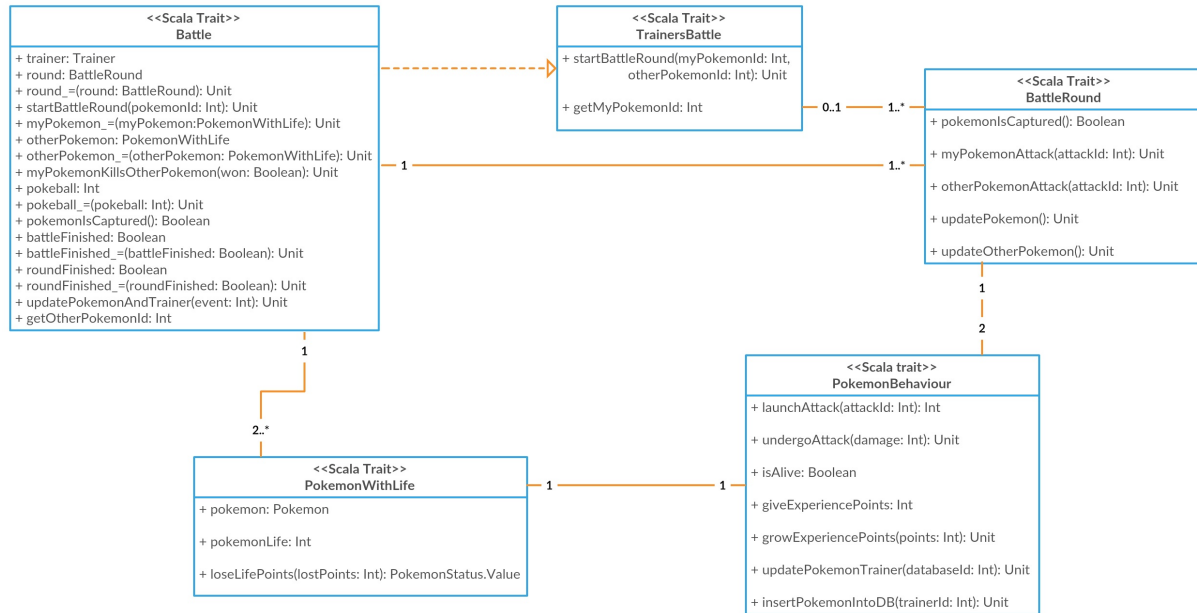 <<Scala Trait>>
Battle
+ trainer: Trainer
+ round: BattleRound
+ round_=(round: BattleRound): Unit
+ startBattleRound(pokemonId: Int): Unit
+ myPokemon_=(myPokemon:PokemonWithLife): Unit
+ otherPokemon: PokemonWithLife
+ otherPokemon_=(otherPokemon: PokemonWithLife): Unit
+ myPokemonKillsOtherPokemon(won: Boolean): Unit
+ pokeball: Int
+ pokeball_=(pokeball: Int): Unit
+ pokemonIsCaptured(): Boolean
+ battleFinished: Boolean
+ battleFinished_=(battleFinished: Boolean): Unit
+ roundFinished: Boolean
+ roundFinished_=(roundFinished: Boolean): Unit
+ updatePokemonAndTrainer(event: Int): Unit
+ getOtherPokemonId: Int
<<Scala Trait>>
TrainersBattle
+ startBattleRound(myPokemonId: Int,
otherPokemonId: Int): Unit
+ getMyPokemonId: Int
0..1
1..*
<<Scala Trait>>
BattleRound
+ pokemonIsCaptured(): Boolean
+ myPokemonAttack(attackId: Int): Unit
+ otherPokemonAttack(attackId: Int): Unit
+ updatePokemon(): Unit
+ updateOtherPokemon(): Unit
1
1..*
1
2
1
2..*
<<Scala Trait>>
PokemonWithLife
+ pokemon: Pokemon
+ pokemonLife: Int
+ loseLifePoints(lostPoints: Int): PokemonStatus.Value
1
1
<<Scala trait>>
PokemonBehaviour
+ launchAttack(attackId: Int): Int
+ undergoAttack(damage: Int): Unit
+ isAlive: Boolean
+ giveExperiencePoints: Int
+ growExperiencePoints(points: Int): Unit
+ updatePokemonTrainer(databaseId: Int): Unit
+ insertPokemonIntoDB(trainerId: Int): Unit